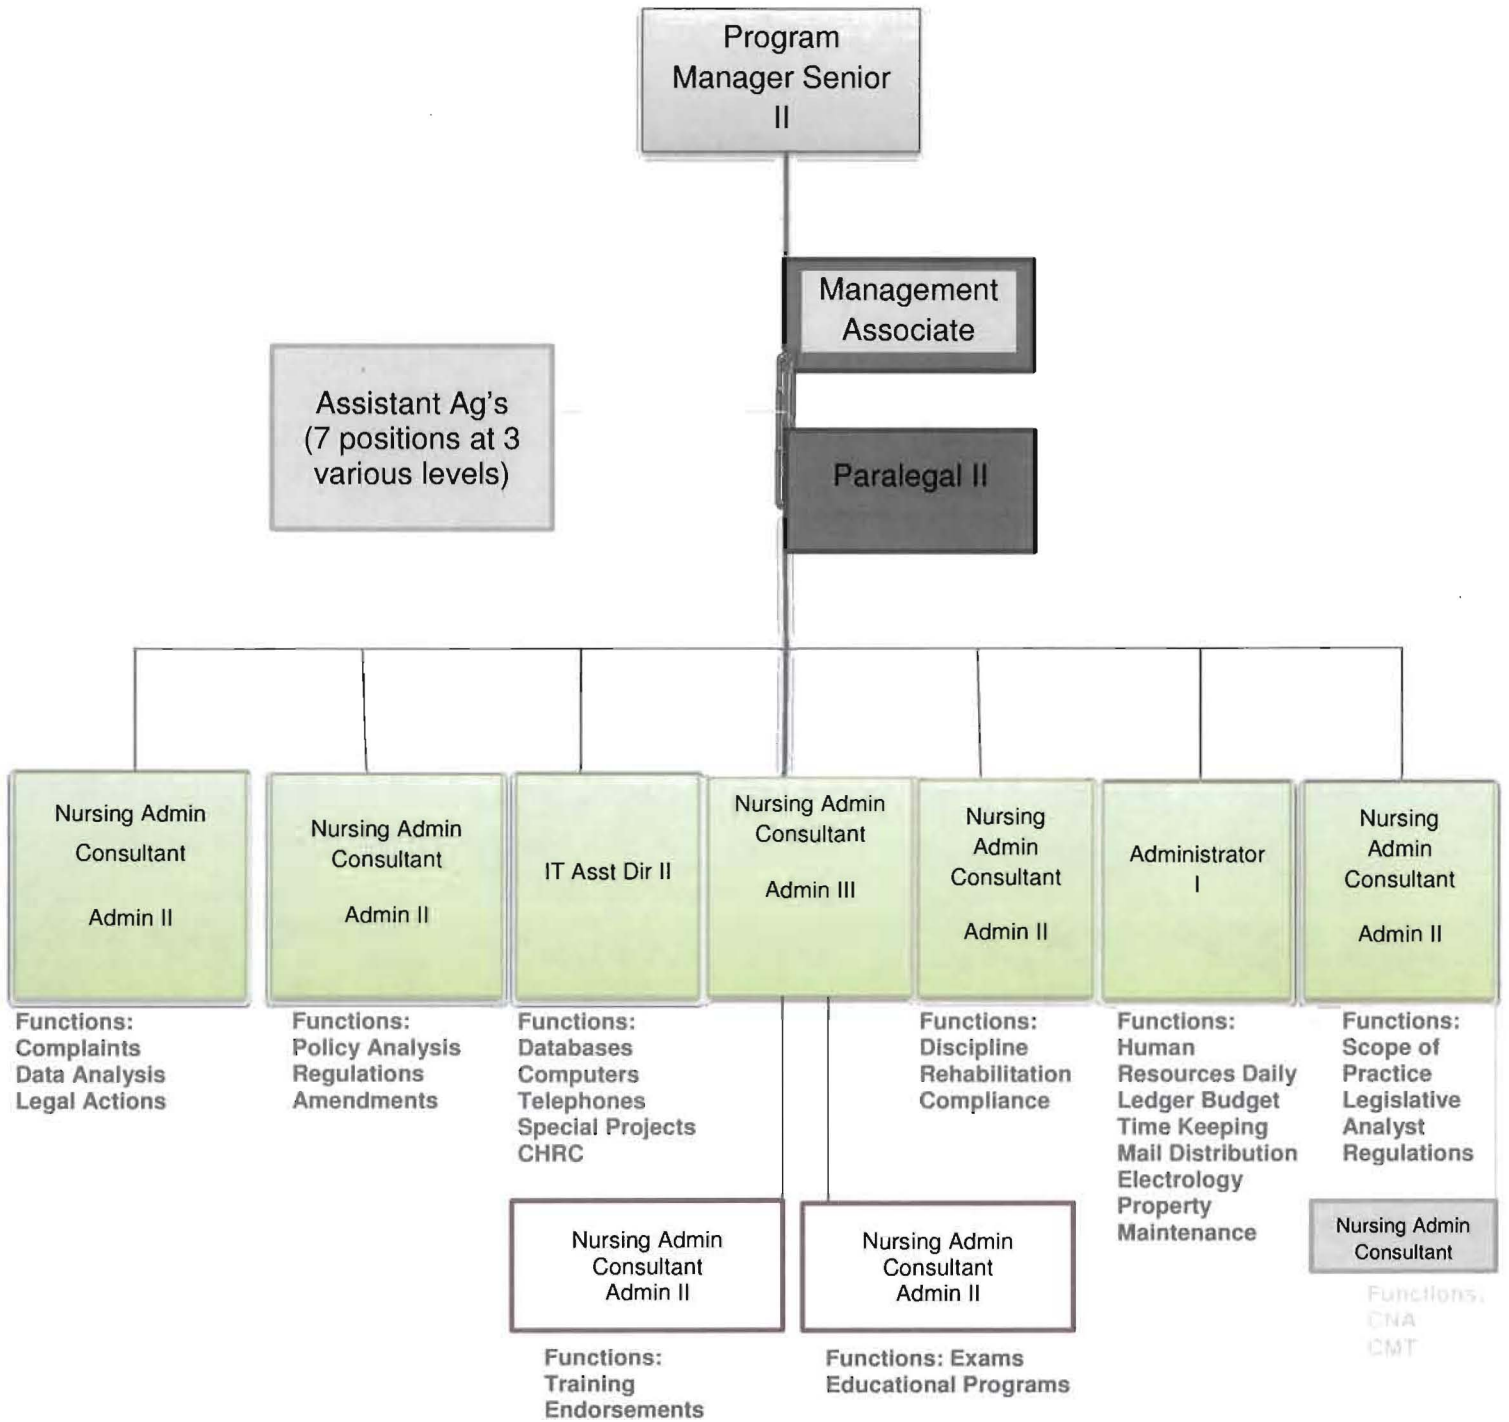 Program
Manager Senior
II
Management
Associate
Assistant Ag's
(7 positions at 3
various levels)
Paralegal II
Nursing Admin
Consultant
Admin II
Nursing Admin
Consultant
Admin II
IT Asst Dir II
Nursing Admin
Consultant
Admin III
Nursing
Admin
Consultant
Admin II
Administrator
I
Nursing
Admin
Consultant
Admin II
Functions:
Complaints
Data Analysis
Legal Actions
Functions:
Policy Analysis
Regulations
Amendments
Functions:
Databases
Computers
Telephones
Special Projects
CHRC
Functions:
Discipline
Rehabilitation
Compliance
Functions:
Human
Resources Daily
Ledger Budget
Time Keeping
Mail Distribution
Electrology
Property
Maintenance
Functions:
Scope of
Practice
Legislative
Analyst
Regulations
Nursing Admin
Consultant
Admin II
Nursing Admin
Consultant
Admin II
Nursing Admin
Consultant
Functions:
Training
Endorsements
Functions: Exams
Educational Programs
Functions:
CNA
CMT